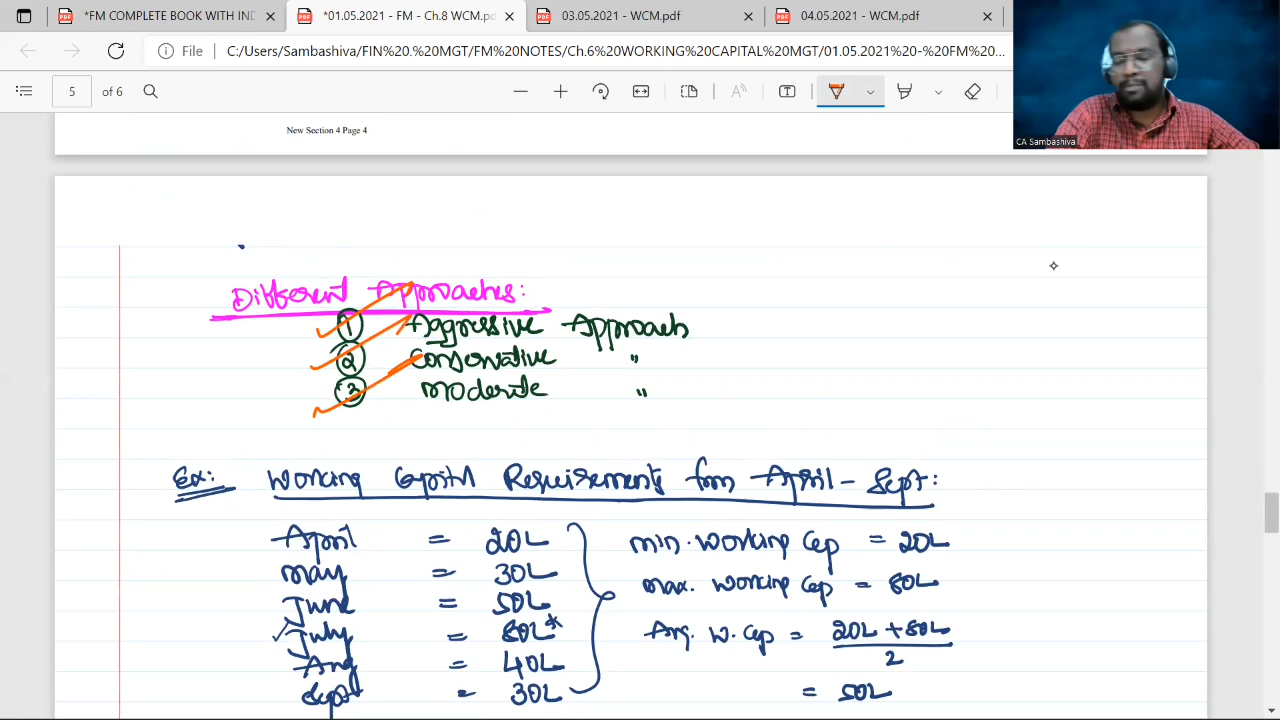 *FM COMPLETE BOOK WITH IND
*01.05.2021 - FM - Ch.8 WCM.pd
03.05.2021 - WCM.pdf
04.05.2021 - WCM.pdf
File
C:/Users/Sambashiva/FIN%20.%20MGT/FM%20NOTES/Ch.6%20WORKING%20CAPITAL%20MGT/01.05.2021%20-%20FM%20...
5 of 6
CA Sambashiva
New Section 4 Page 4
Different Approaches:
① Aggressive Approach
② Conservative "
③ Moderate "
Ex: Working Capital Requirements from April - Sept:
April = 20L
May = 30L
June = 50L
✓ July = 80L*
Aug = 40L
Sept = 30L
min. working Cap = 20L
max. working Cap = 80L
Avg. W. Cap = 20L + 80L
2
= 50L